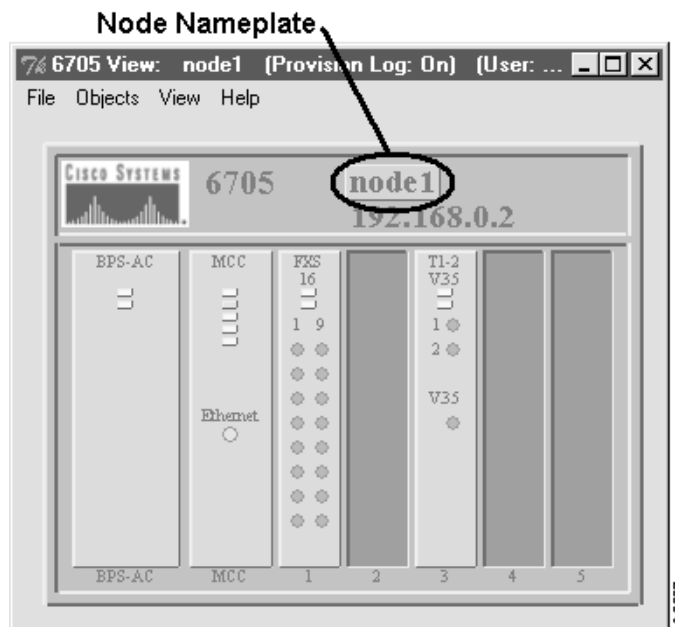 Node Nameplate
6705 View: node1 (Provision Log: On) (User: ...
File Objects View Help
CISCO SYSTEMS
6705 node1
192.168.0.2
BPS-AC MCC FXS T1-2
16 V35
1 9 1
2
V35
Ethernet
BPS-AC MCC 1 2 3 4 5